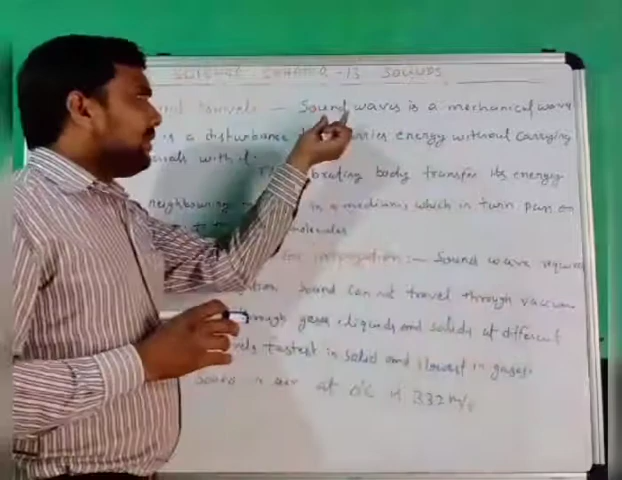 SCIENCE CHAPTER - 13 SOUNDS
Sound travels :- Sound waves is a mechanical wave
is a disturbance carries energy without carrying
with it. vibrating body transfer its energy
neighbouring in a medium, which in turn pass on
to molecules
propagation :- Sound wave require
Sound can not travel through vacuum
through gases, liquids and solids at different
Fastest in solid and slowest in gases
sound in air at 0°C is 332 m/s